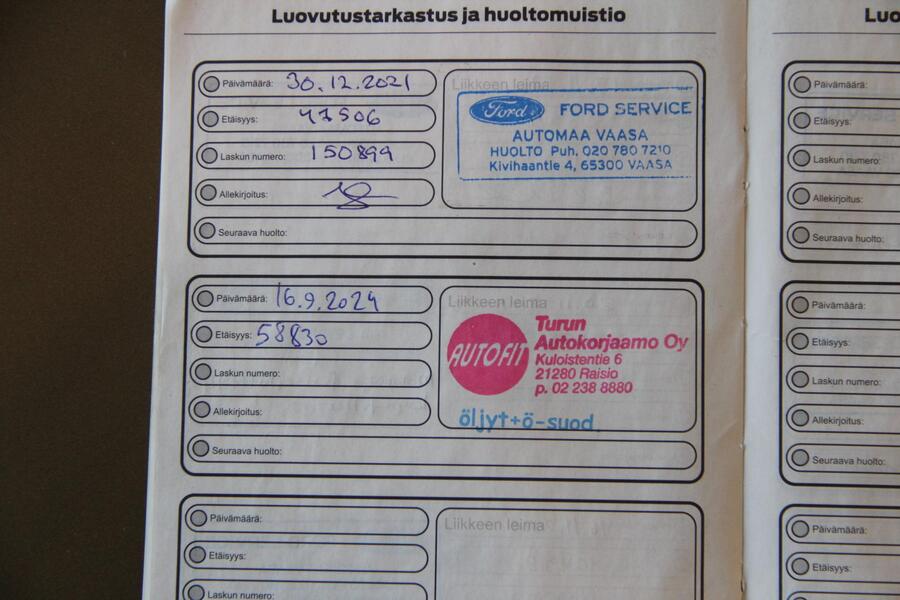 Luovutustarkastus ja huoltomuistio
Päivämäärä: 30.12.2021
Etäisyys: 47506
Laskun numero: 150899
Allekirjoitus:
Seuraava huolto:
Liikkeen leima
Ford FORD SERVICE
AUTOMAA VAASA
HUOLTO Puh. 020 780 7210
Kivihaantie 4, 65300 VAASA
Päivämäärä: 16.9.2024
Etäisyys: 58830
Laskun numero:
Allekirjoitus:
Seuraava huolto:
Liikkeen leima
AUTOFIT
Turun
Autokorjaamo Oy
Kuloistentie 6
21280 Raisio
p. 02 238 8880
öljyt+ö-suod.
Päivämäärä:
Etäisyys:
Laskun numero:
Liikkeen leima
Luo
Päivämäärä:
Etäisyys:
Laskun numero:
Allekirjoitus:
Seuraava huolto:
Päivämäärä:
Etäisyys:
Laskun numero:
Allekirjoitus:
Seuraava huolto:
Päivämäärä:
Etäisyys: